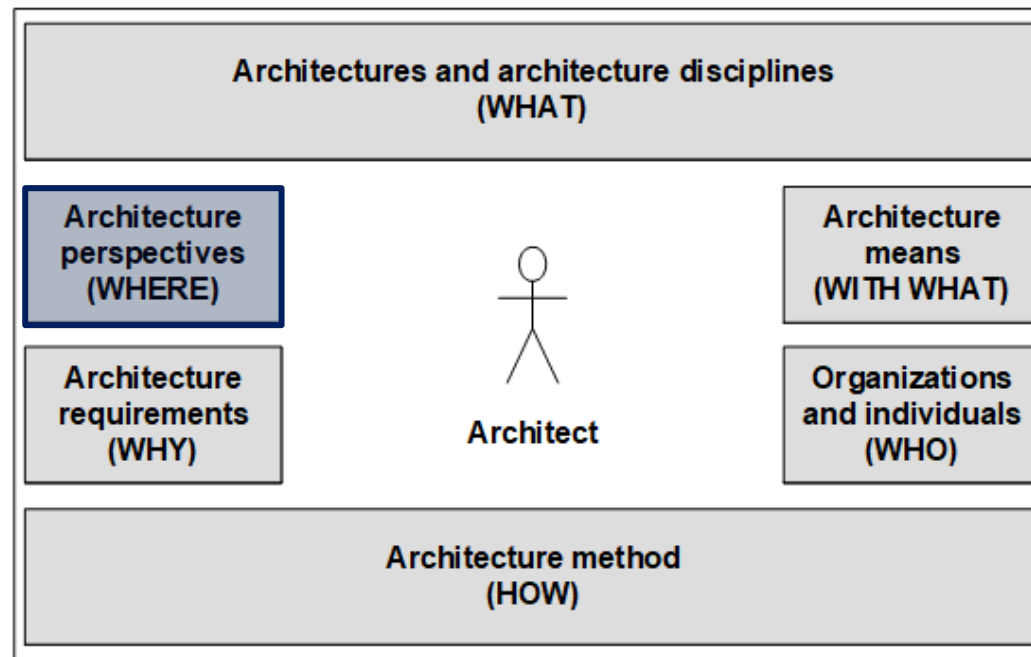 Architectures and architecture disciplines
(WHAT)
Architecture
perspectives
(WHERE)
Architecture
means
(WITH WHAT)
Architecture
requirements
(WHY)
Architect
Organizations
and individuals
(WHO)
Architecture method
(HOW)